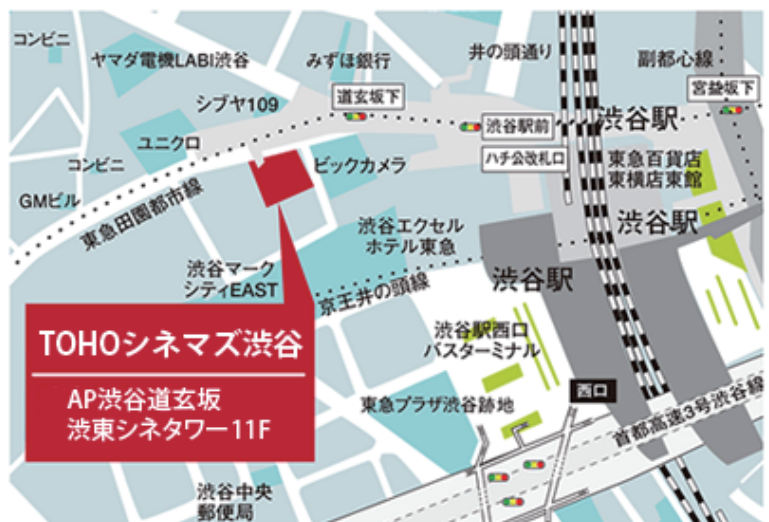 コンビニ
ヤマダ電機LABI渋谷
みずほ銀行
井の頭通り
副都心線
宮益坂下
道玄坂下
シブヤ109
渋谷駅前
渋谷駅
ユニクロ
ハチ公改札口
東急百貨店
東横店東館
コンビニ
ビックカメラ
GMビル
東急田園都市線
渋谷エクセル
ホテル東急
渋谷駅
渋谷マーク
シティEAST
京王井の頭線
渋谷駅
TOHOシネマズ渋谷
AP渋谷道玄坂
渋東シネタワー11F
渋谷駅西口
バスターミナル
西口
東急プラザ渋谷跡地
首都高速3号渋谷線
渋谷中央
郵便局